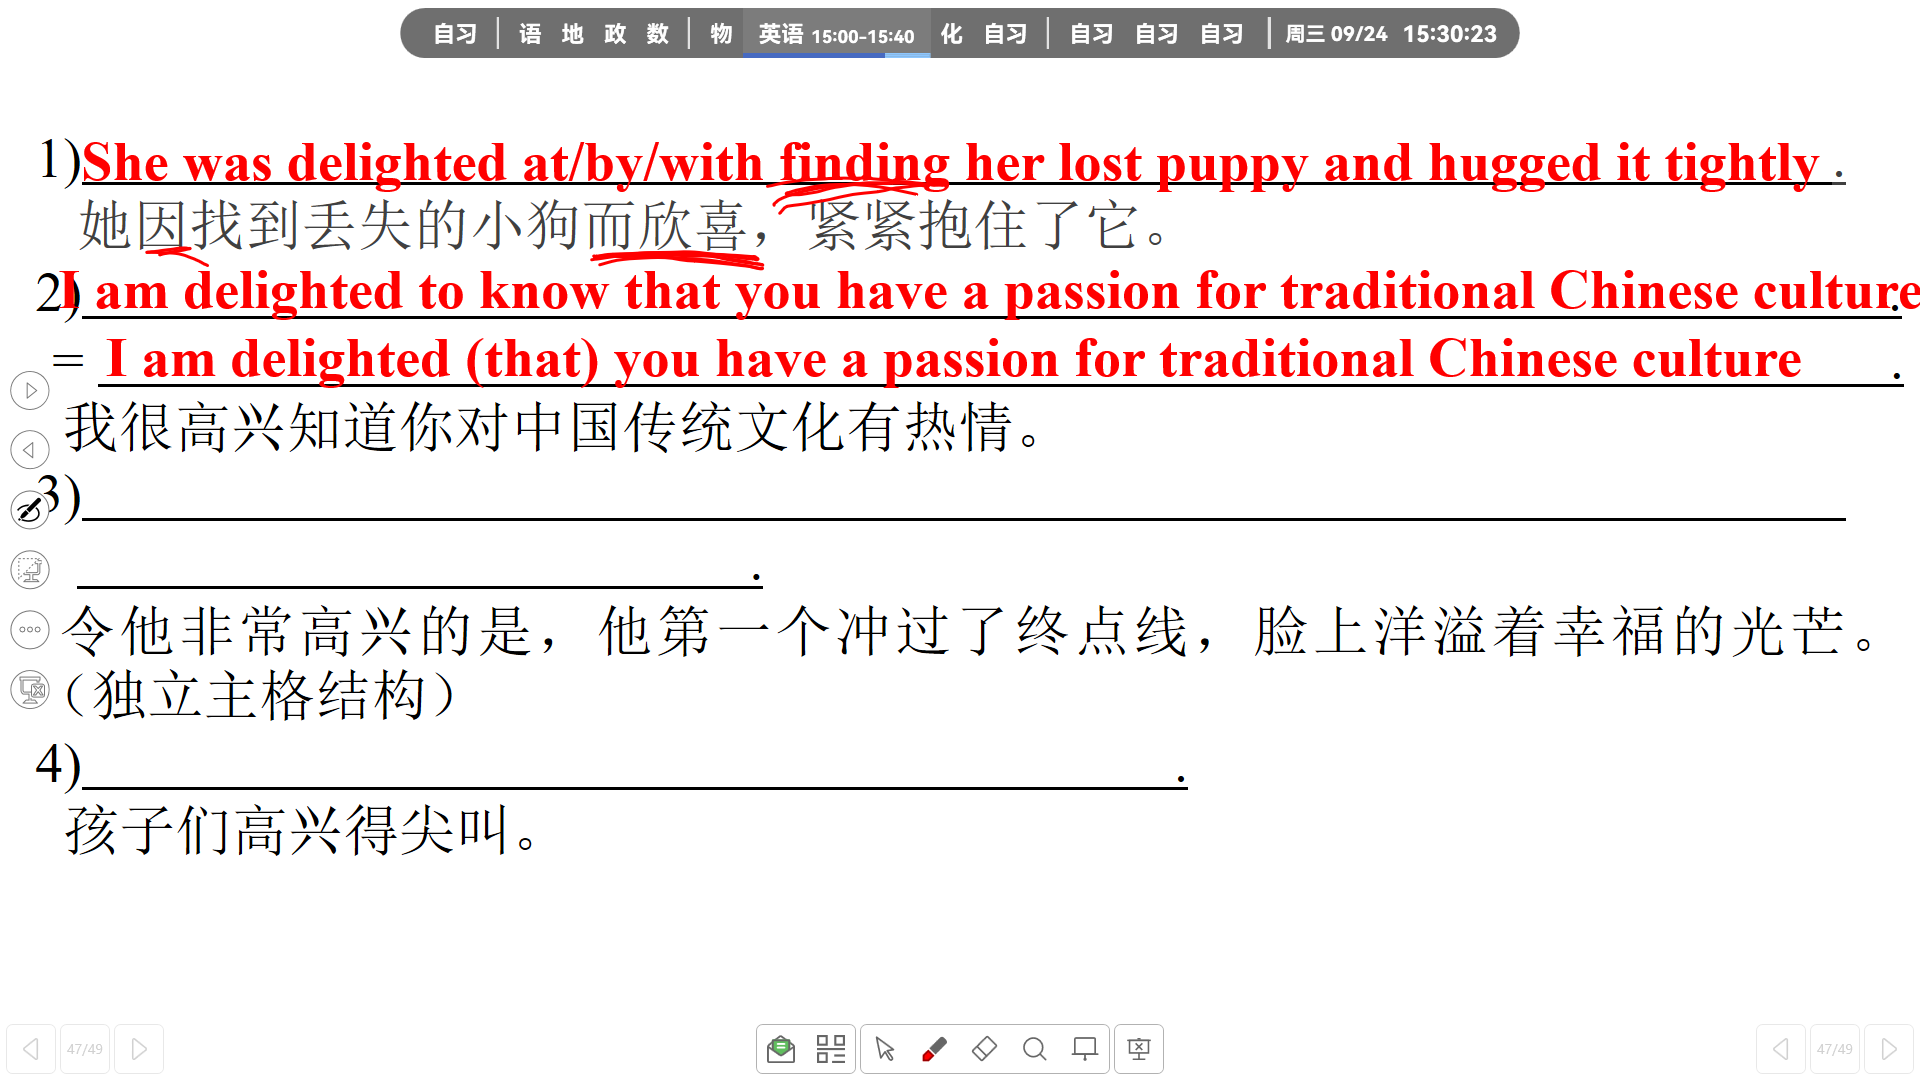 自习 语 地 政 数 物 英语 15:00-15:40 化 自习 自习 自习 自习 周三 09/24 15:30:23
1)She was delighted at/by/with finding her lost puppy and hugged it tightly .
她因找到丢失的小狗而欣喜，紧紧抱住了它。
2)I am delighted to know that you have a passion for traditional Chinese culture.
= I am delighted (that) you have a passion for traditional Chinese culture .
我很高兴知道你对中国传统文化有热情。
3)
.
令他非常高兴的是，他第一个冲过了终点线，脸上洋溢着幸福的光芒。
（独立主格结构）
4) .
孩子们高兴得尖叫。
47/49 47/49